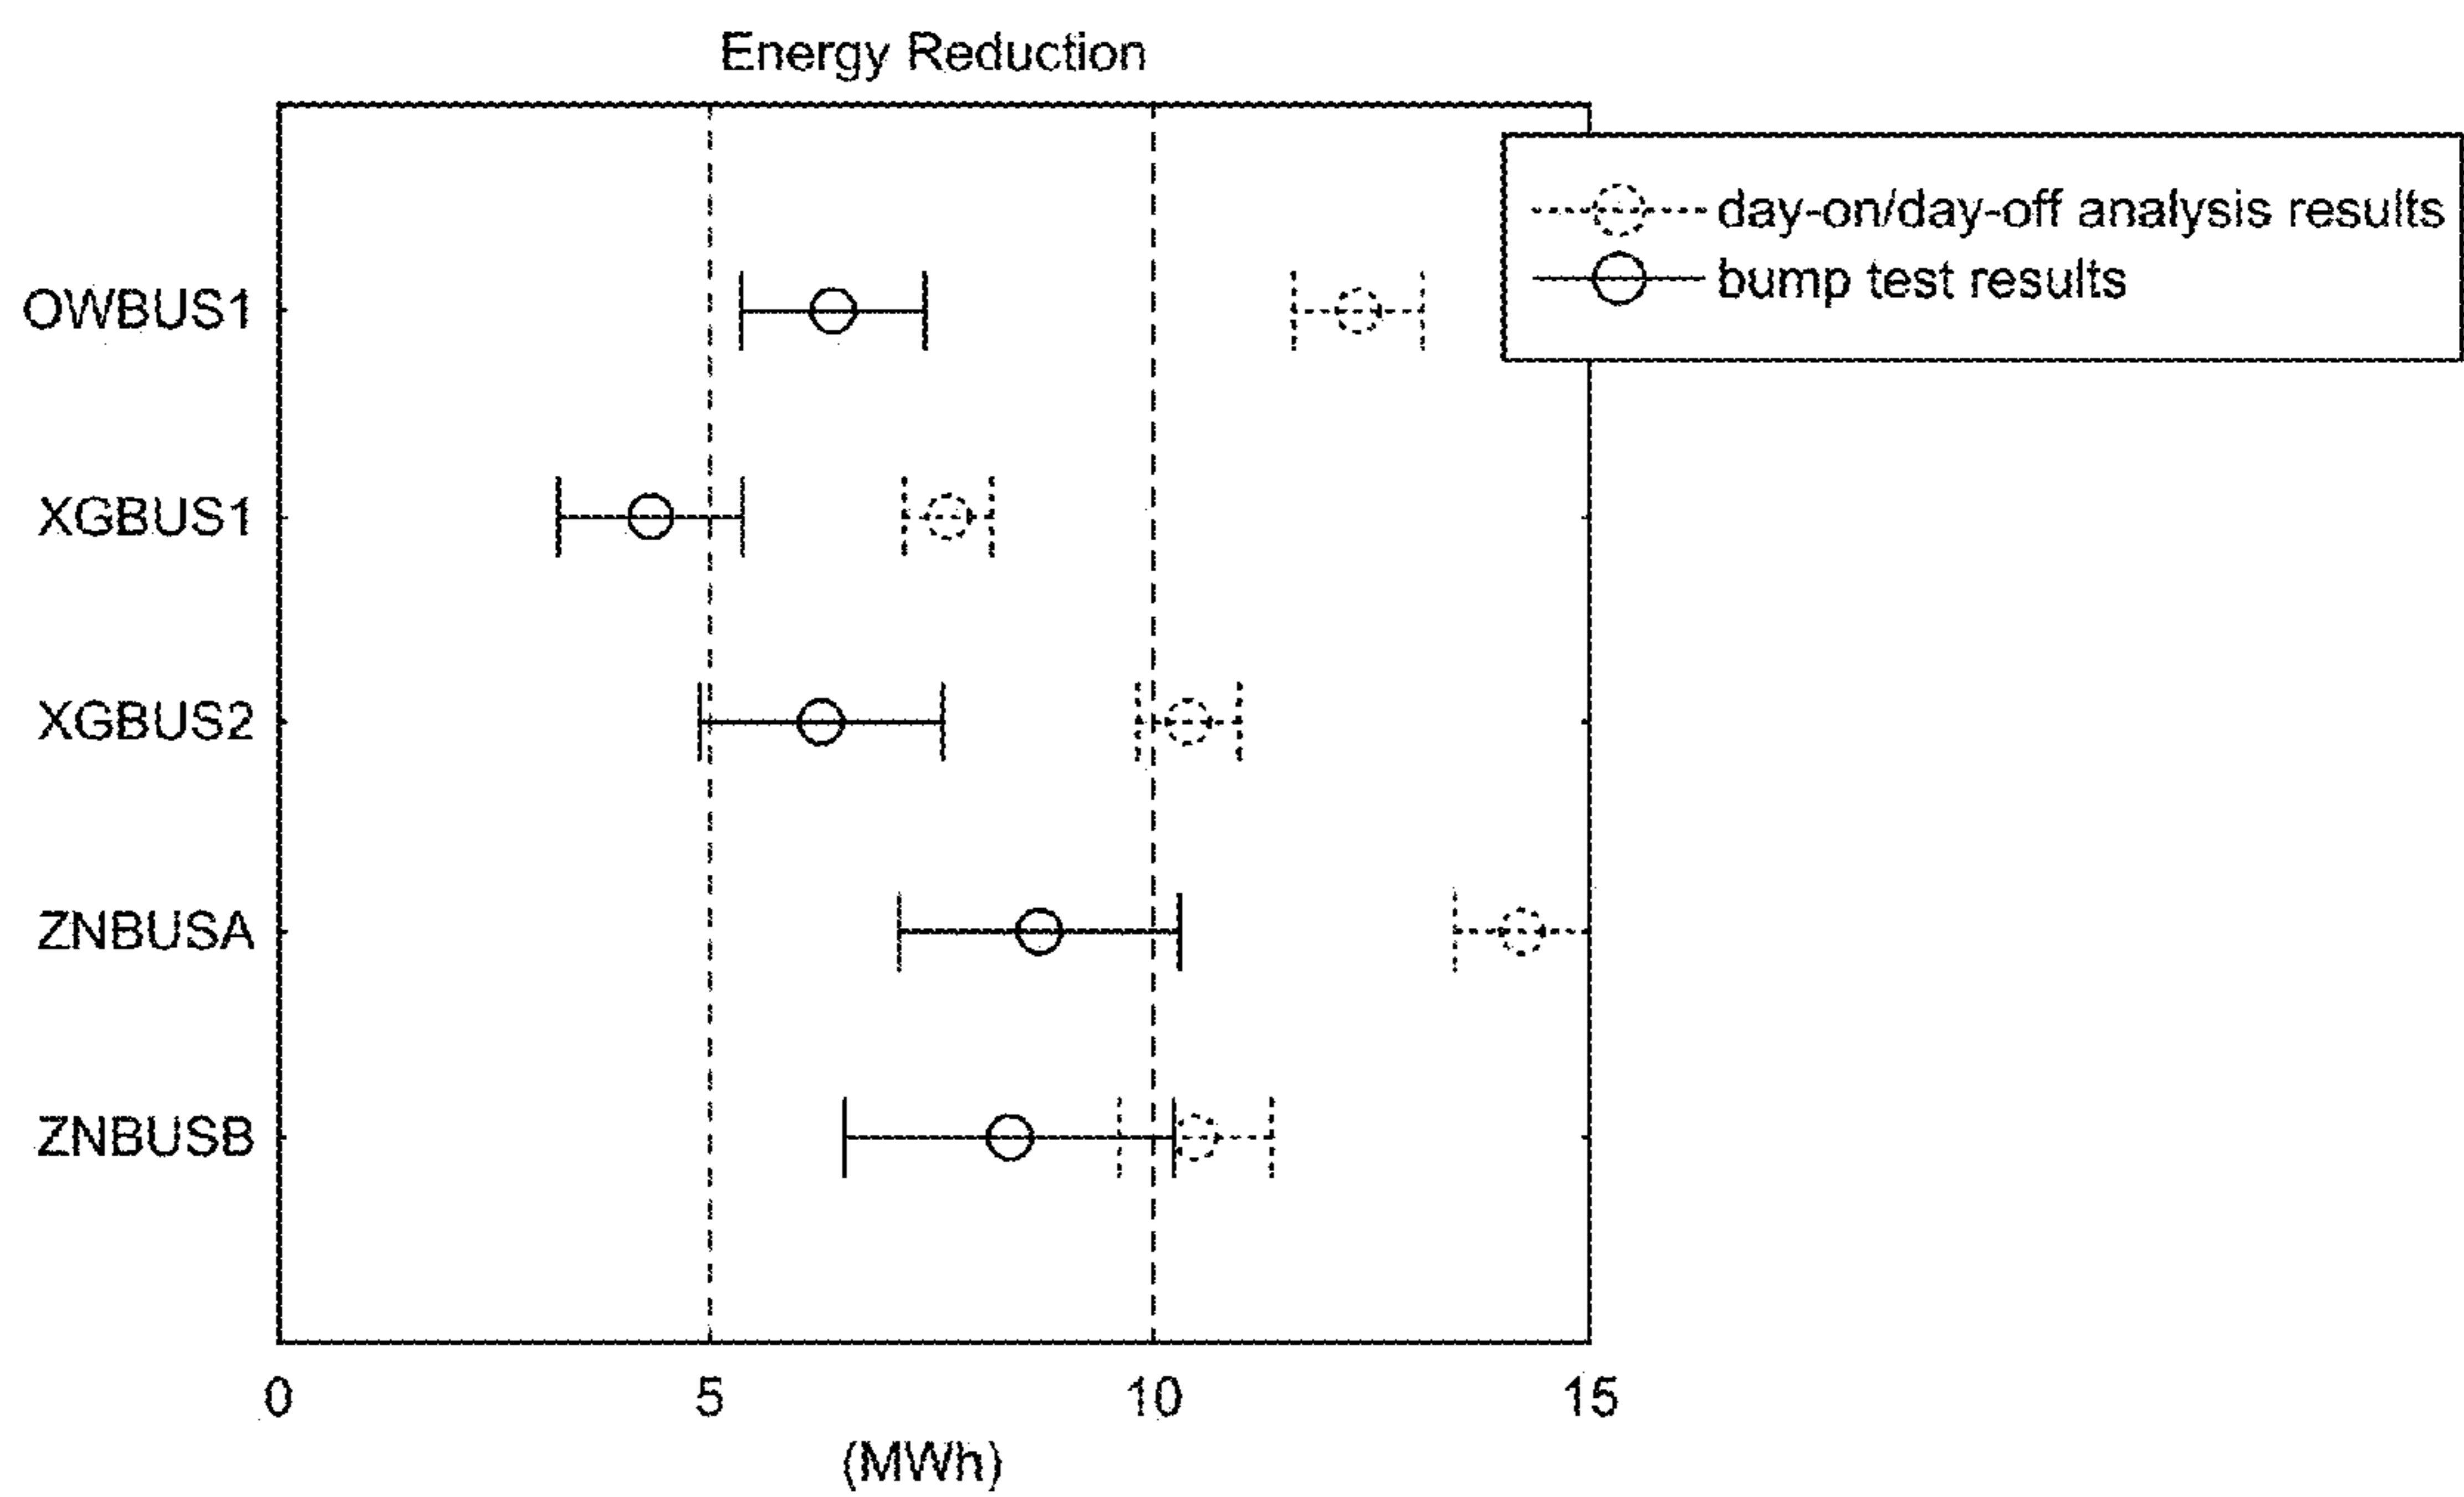 Energy Reduction
day-on/day-off analysis results
bump test results
OWBUS1
XGBUS1
XGBUS2
ZNBUSA
ZNBUSB
0 5 10 15
(MWh)